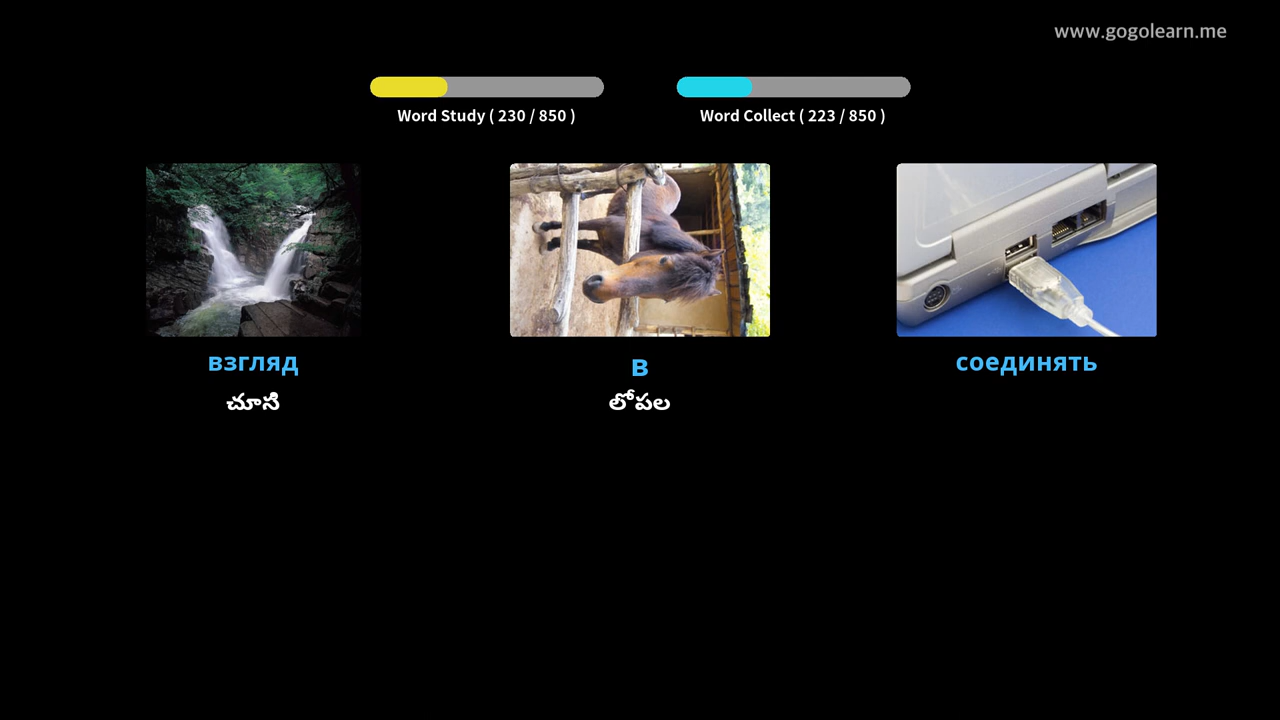 www.gogolearn.me
Word Study ( 230 / 850 )
Word Collect ( 223 / 850 )
взгляд
в
соединять
చూసి
లోపల